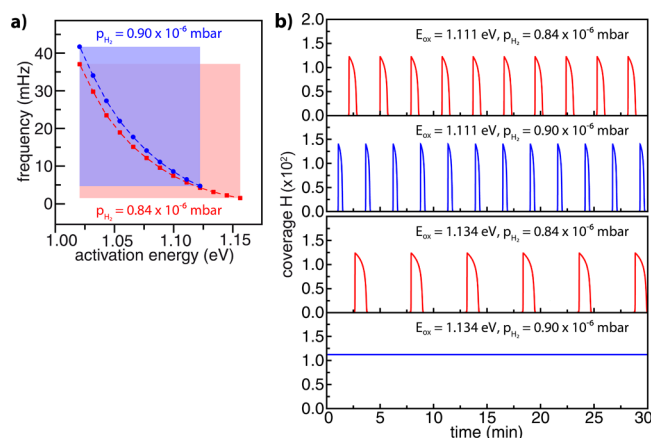 a)
p_H₂ = 0.90 x 10⁻⁶ mbar
40
30
20
10
0
frequency (mHz)
p_H₂ = 0.84 x 10⁻⁶ mbar
1.00 1.05 1.10 1.15
activation energy (eV)
b)
coverage H (x10²)
2.0
1.5
1.0
0.5
0.0
E_ox = 1.111 eV, p_H₂ = 0.84 x 10⁻⁶ mbar
1.5
1.0
0.5
0.0
E_ox = 1.111 eV, p_H₂ = 0.90 x 10⁻⁶ mbar
1.5
1.0
0.5
0.0
E_ox = 1.134 eV, p_H₂ = 0.84 x 10⁻⁶ mbar
1.5
1.0
0.5
0.0
E_ox = 1.134 eV, p_H₂ = 0.90 x 10⁻⁶ mbar
0 5 10 15 20 25 30
time (min)